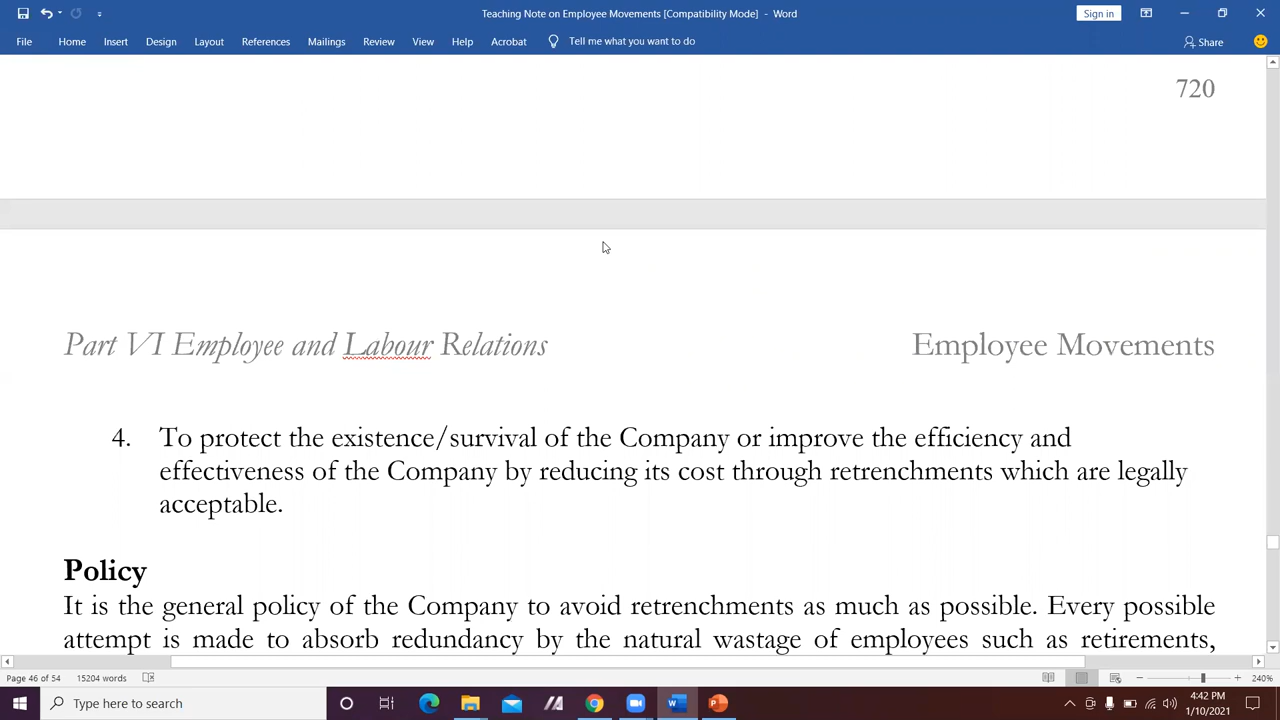 Teaching Note on Employee Movements [Compatibility Mode] - Word
Sign in
File Home Insert Design Layout References Mailings Review View Help Acrobat Tell me what you want to do Share
720
Part VI Employee and Labour Relations Employee Movements
4. To protect the existence/survival of the Company or improve the efficiency and
effectiveness of the Company by reducing its cost through retrenchments which are legally
acceptable.
Policy
It is the general policy of the Company to avoid retrenchments as much as possible. Every possible
attempt is made to absorb redundancy by the natural wastage of employees such as retirements,
Page 46 of 54 15204 words 240%
Type here to search
4:42 PM
1/10/2021